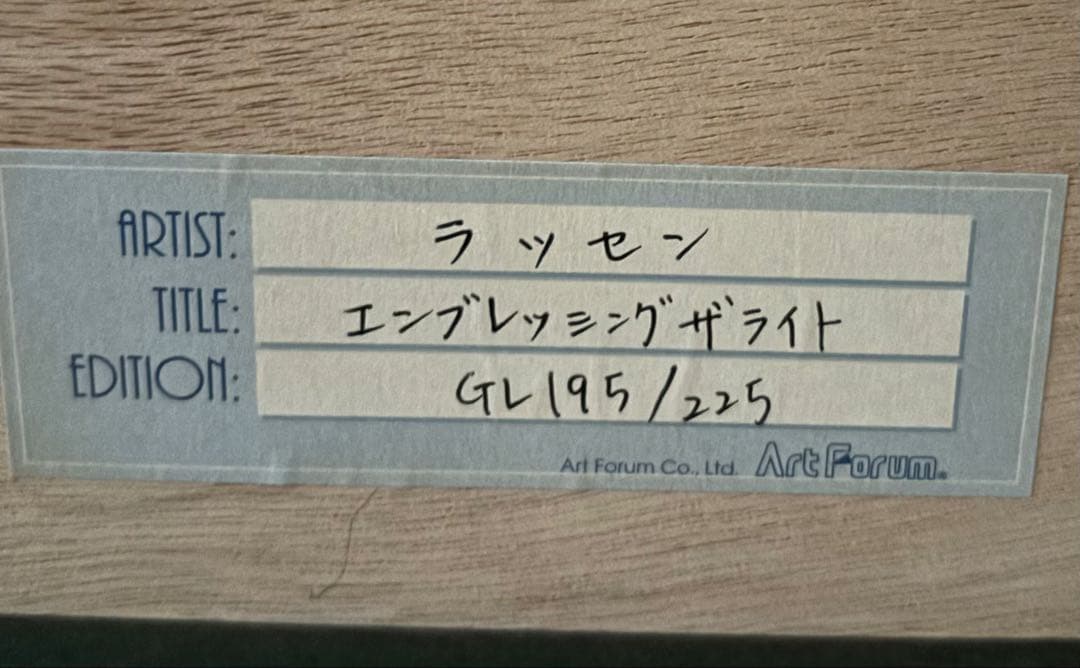 ARTIST: ラッセン
TITLE: エンブレッシングザライト
EDITION: GL195/225
Art Forum Co., Ltd. Art Forum®